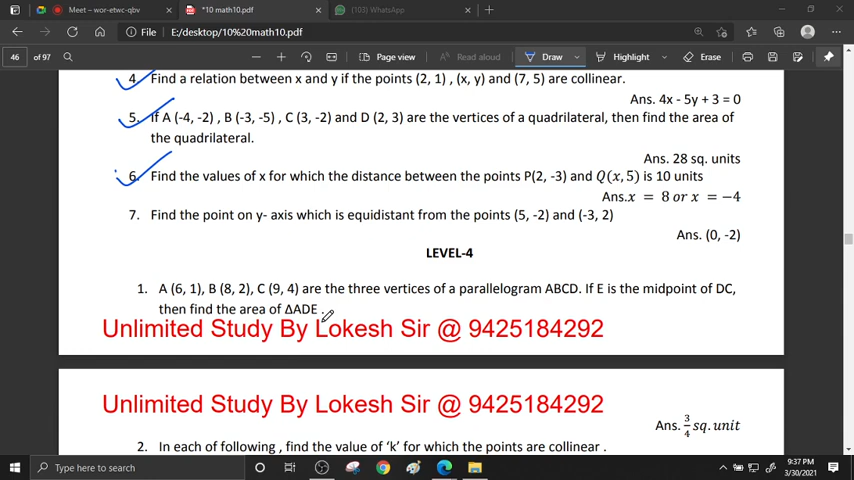 Meet – wor-etwc-qbv
*10 math10.pdf
(103) WhatsApp
File E:/desktop/10%20math10.pdf
46 of 97 Page view Read aloud Draw Highlight Erase
4. Find a relation between x and y if the points (2, 1) , (x, y) and (7, 5) are collinear.
Ans. 4x - 5y + 3 = 0
5. If A (-4, -2) , B (-3, -5) , C (3, -2) and D (2, 3) are the vertices of a quadrilateral, then find the area of
the quadrilateral.
Ans. 28 sq. units
6. Find the values of x for which the distance between the points P(2, -3) and Q(x, 5) is 10 units
Ans.x = 8 or x = −4
7. Find the point on y- axis which is equidistant from the points (5, -2) and (-3, 2)
Ans. (0, -2)
LEVEL-4
1. A (6, 1), B (8, 2), C (9, 4) are the three vertices of a parallelogram ABCD. If E is the midpoint of DC,
then find the area of ΔADE .
Unlimited Study By Lokesh Sir @ 9425184292
Unlimited Study By Lokesh Sir @ 9425184292
Ans. 3/4 sq. unit
2. In each of following , find the value of ‘k’ for which the points are collinear .
Type here to search
ENG
9:37 PM
3/30/2021